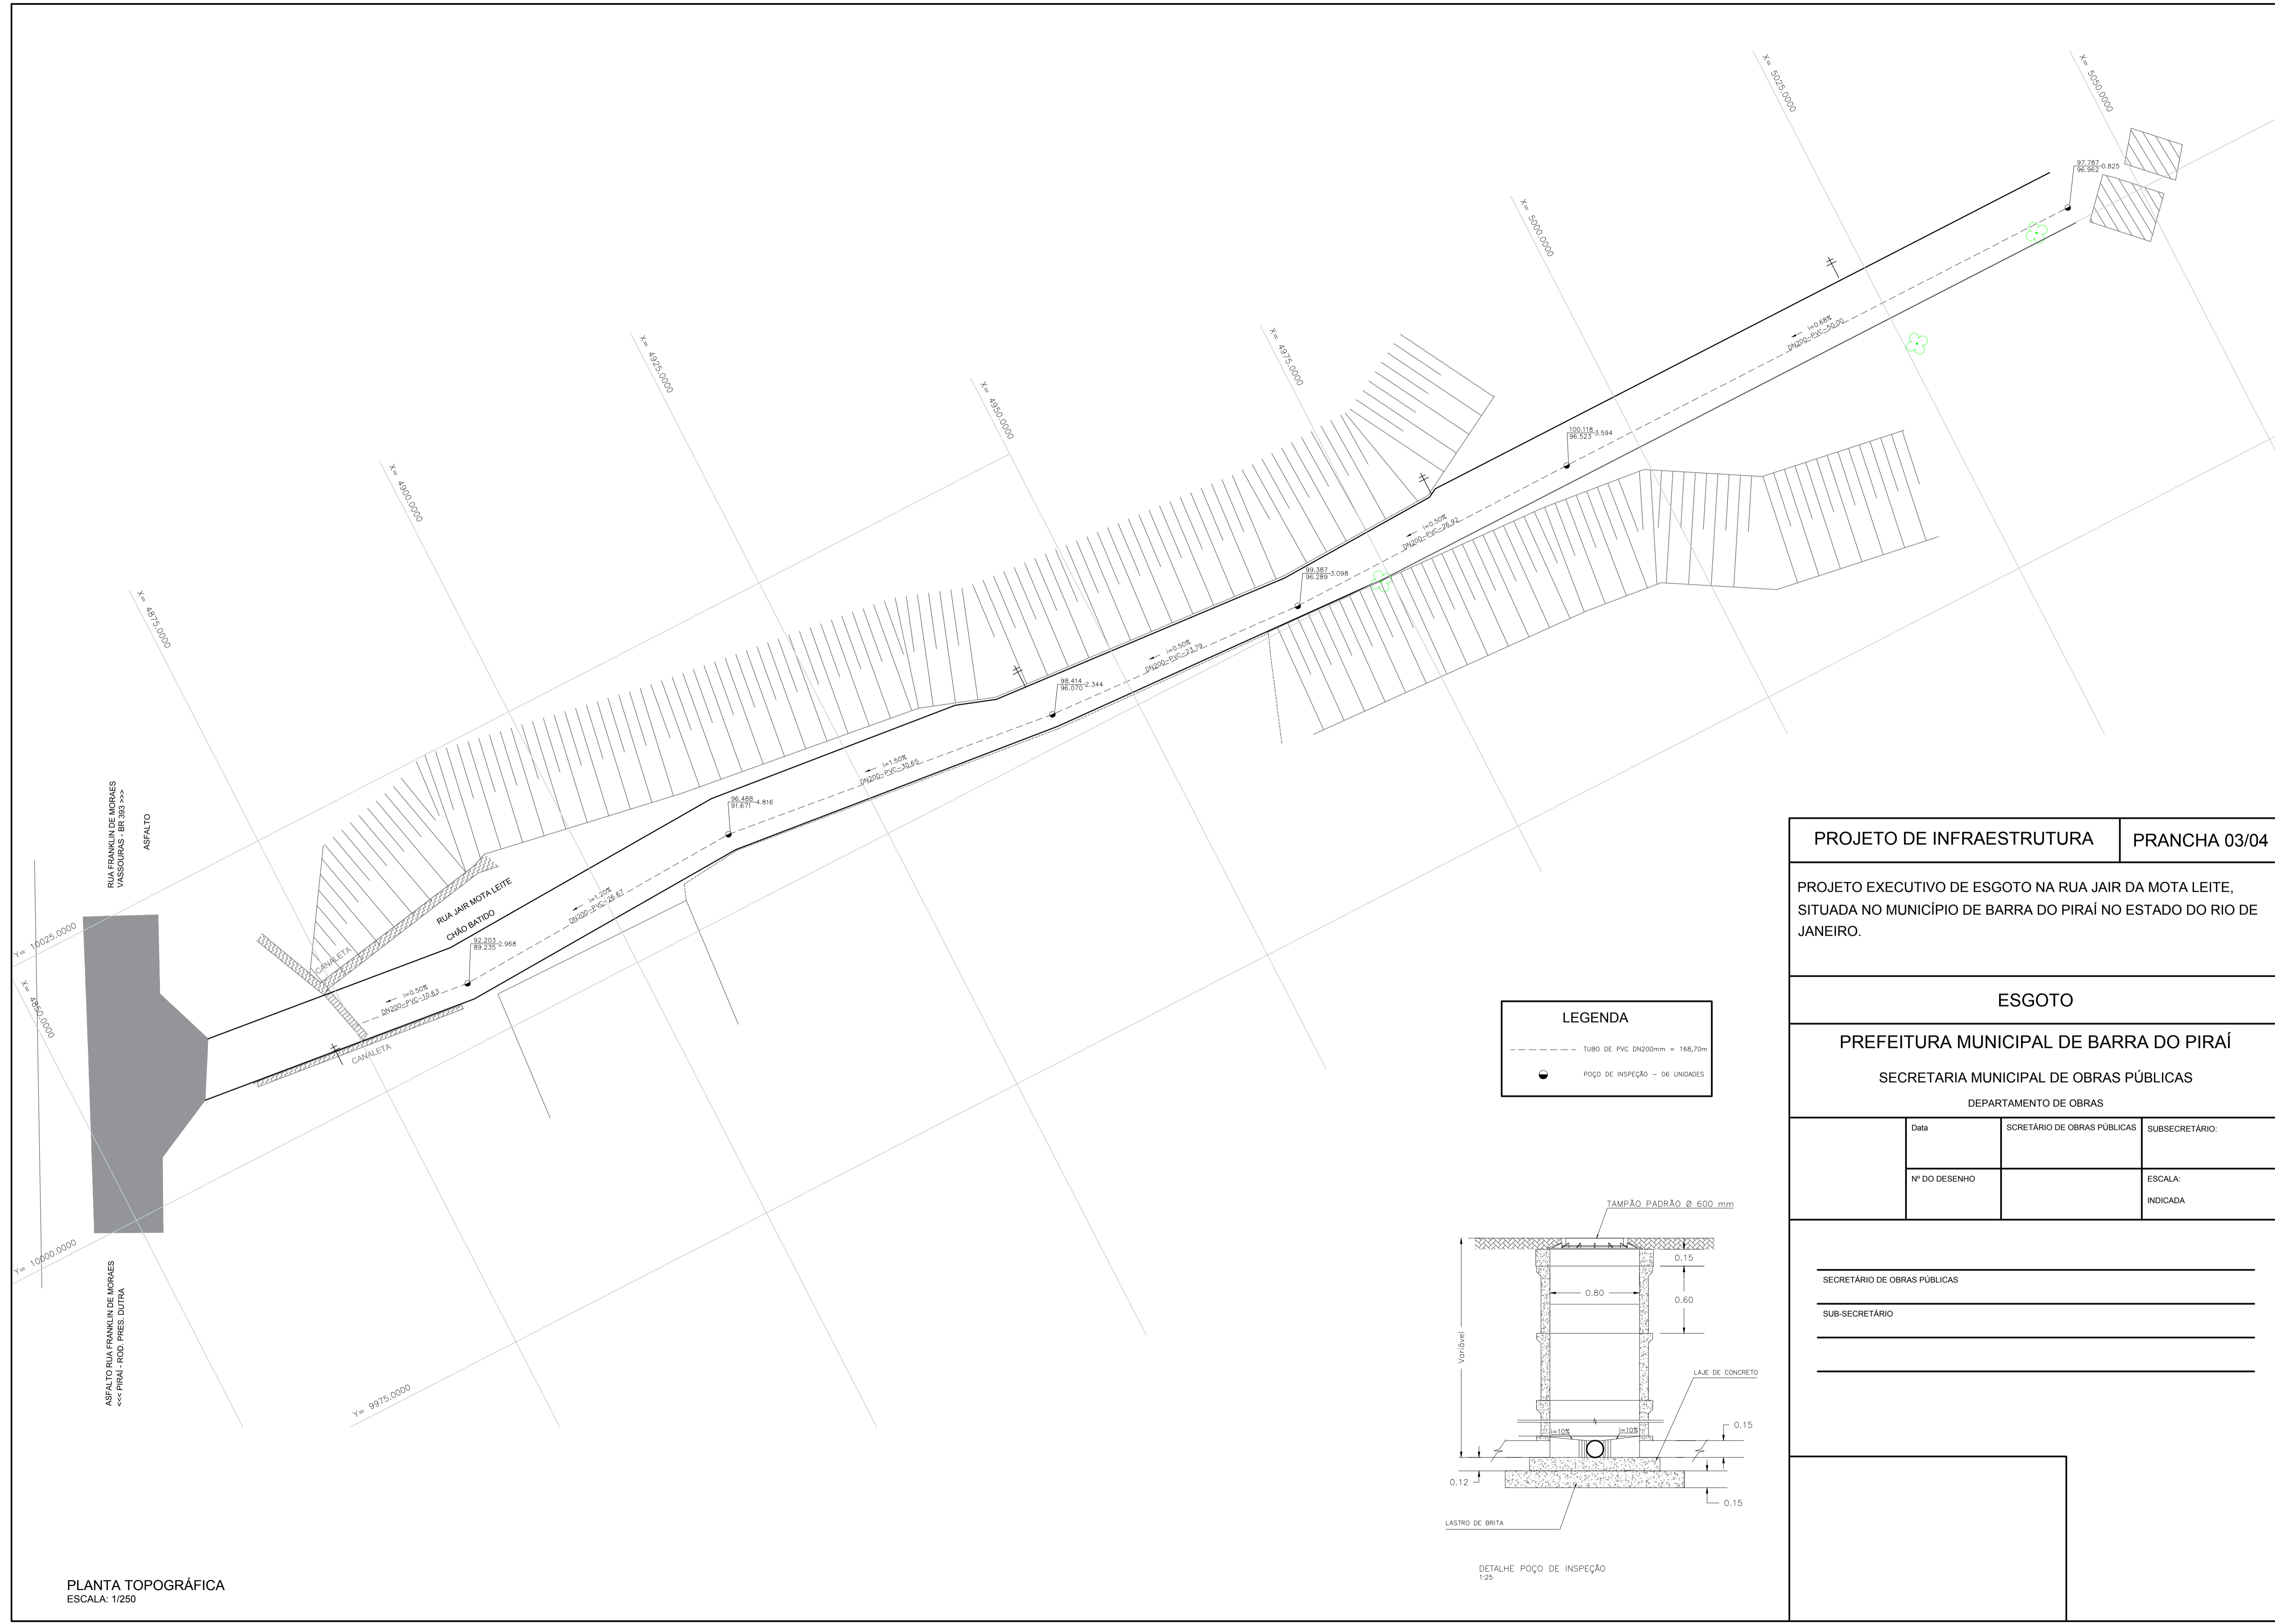 X= 5025.0000
X= 5050.0000
97.787
96.962
0.825
X= 5000.0000
i=0.68%
DN200-PVC-50.00
X= 4925.0000
X= 4950.0000
X= 4975.0000
100.118
96.523
3.594
X= 4900.0000
i=0.50%
DN200-PVC-26.92
99.387
96.289
3.098
X= 4875.0000
i=0.50%
DN200-PVC-23.79
98.414
96.070
2.344
i=1.50%
DN200-PVC-30.65
96.488
91.671
4.816
i=1.20%
DN200-PVC-26.67
RUA JAIR MOTA LEITE
CHÃO BATIDO
92.203
89.235
2.968
CANALETA
i=0.50%
DN200-PVC-10.63
CANALETA
RUA FRANKLIN DE MORAES
VASSOURAS - BR 393 >>>
ASFALTO
Y= 10025.0000
X= 4850.0000
Y= 10000.0000
ASFALTO RUA FRANKLIN DE MORAES
<<< PIRAÍ - ROD. PRES. DUTRA
Y= 9975.0000
PLANTA TOPOGRÁFICA
ESCALA: 1/250
LEGENDA
TUBO DE PVC DN200mm = 168,70m
POÇO DE INSPEÇÃO - 06 UNIDADES
TAMPÃO PADRÃO Ø 600 mm
0.15
0.80
0.60
Variável
LAJE DE CONCRETO
i=10%
i=10%
0.15
0.12
0.15
LASTRO DE BRITA
DETALHE POÇO DE INSPEÇÃO
1:25
PROJETO DE INFRAESTRUTURA
PRANCHA 03/04
PROJETO EXECUTIVO DE ESGOTO NA RUA JAIR DA MOTA LEITE,
SITUADA NO MUNICÍPIO DE BARRA DO PIRAÍ NO ESTADO DO RIO DE
JANEIRO.
ESGOTO
PREFEITURA MUNICIPAL DE BARRA DO PIRAÍ
SECRETARIA MUNICIPAL DE OBRAS PÚBLICAS
DEPARTAMENTO DE OBRAS
Data
SCRETÁRIO DE OBRAS PÚBLICAS
SUBSECRETÁRIO:
Nº DO DESENHO
ESCALA:
INDICADA
SECRETÁRIO DE OBRAS PÚBLICAS
SUB-SECRETÁRIO